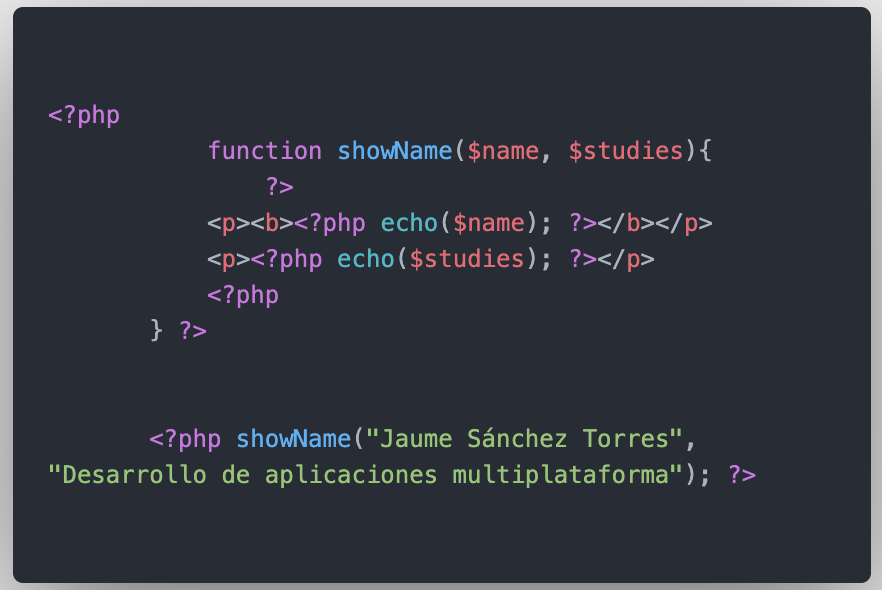 <?php
function showName($name, $studies){
?>
<p><b><?php echo($name); ?></b></p>
<p><?php echo($studies); ?></p>
<?php
} ?>
<?php showName("Jaume Sánchez Torres",
"Desarrollo de aplicaciones multiplataforma"); ?>